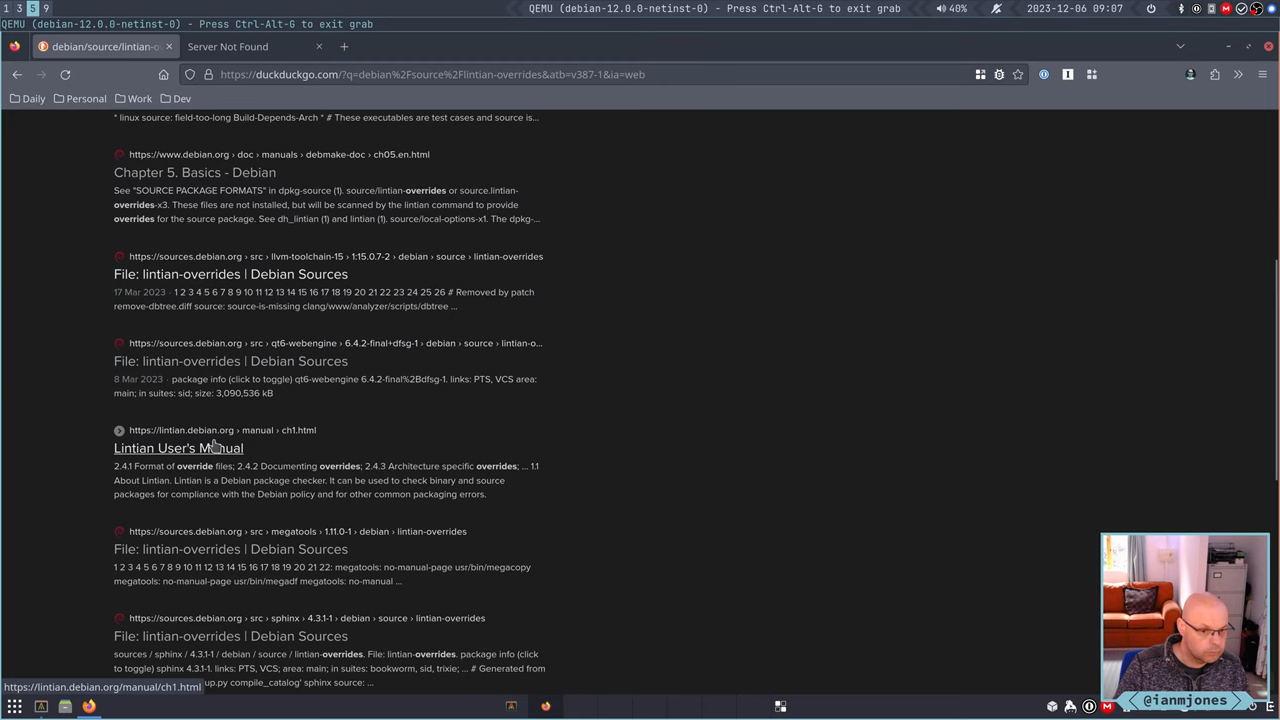 1 3 5 9
QEMU (debian-12.0.0-netinst-0) - Press Ctrl-Alt-G to exit grab
40%
2023-12-06 09:07
QEMU (debian-12.0.0-netinst-0) - Press Ctrl-Alt-G to exit grab
debian/source/lintian-ov
Server Not Found
https://duckduckgo.com/?q=debian%2Fsource%2Flintian-overrides&atb=v387-1&ia=web
Daily
Personal
Work
Dev
* linux source: field-too-long Build-Depends-Arch * # These executables are test cases and source is...
https://www.debian.org › doc › manuals › debmake-doc › ch05.en.html
Chapter 5. Basics - Debian
See "SOURCE PACKAGE FORMATS" in dpkg-source (1). source/lintian-overrides or source.lintian-
overrides-x3. These files are not installed, but will be scanned by the lintian command to provide
overrides for the source package. See dh_lintian (1) and lintian (1). source/local-options-x1. The dpkg-...
https://sources.debian.org › src › llvm-toolchain-15 › 1:15.0.7-2 › debian › source › lintian-overrides
File: lintian-overrides | Debian Sources
17 Mar 2023 · 1 2 3 4 5 6 7 8 9 10 11 12 13 14 15 16 17 18 19 20 21 22 23 24 25 26 # Removed by patch
remove-dbtree.diff source: source-is-missing clang/www/analyzer/scripts/dbtree ...
https://sources.debian.org › src › qt6-webengine › 6.4.2-final+dfsg-1 › debian › source › lintian-o...
File: lintian-overrides | Debian Sources
8 Mar 2023 · package info (click to toggle) qt6-webengine 6.4.2-final%2Bdfsg-1. links: PTS, VCS area:
main; in suites: sid; size: 3,090,536 kB
https://lintian.debian.org › manual › ch1.html
Lintian User's Manual
2.4.1 Format of override files; 2.4.2 Documenting overrides; 2.4.3 Architecture specific overrides; ... 1.1
About Lintian. Lintian is a Debian package checker. It can be used to check binary and source
packages for compliance with the Debian policy and for other common packaging errors.
https://sources.debian.org › src › megatools › 1.11.0-1 › debian › lintian-overrides
File: lintian-overrides | Debian Sources
1 2 3 4 5 6 7 8 9 10 11 12 13 14 15 16 17 18 19 20 21 22: megatools: no-manual-page usr/bin/megacopy
megatools: no-manual-page usr/bin/megadf megatools: no-manual ...
https://sources.debian.org › src › sphinx › 4.3.1-1 › debian › source › lintian-overrides
File: lintian-overrides | Debian Sources
sources / sphinx / 4.3.1-1 / debian / source / lintian-overrides. File: lintian-overrides. package info (click
to toggle) sphinx 4.3.1-1. links: PTS, VCS; area: main; in suites: bookworm, sid, trixie; ... # Generated from
up.py compile_catalog' sphinx source: ...
https://lintian.debian.org/manual/ch1.html
@ianmjones